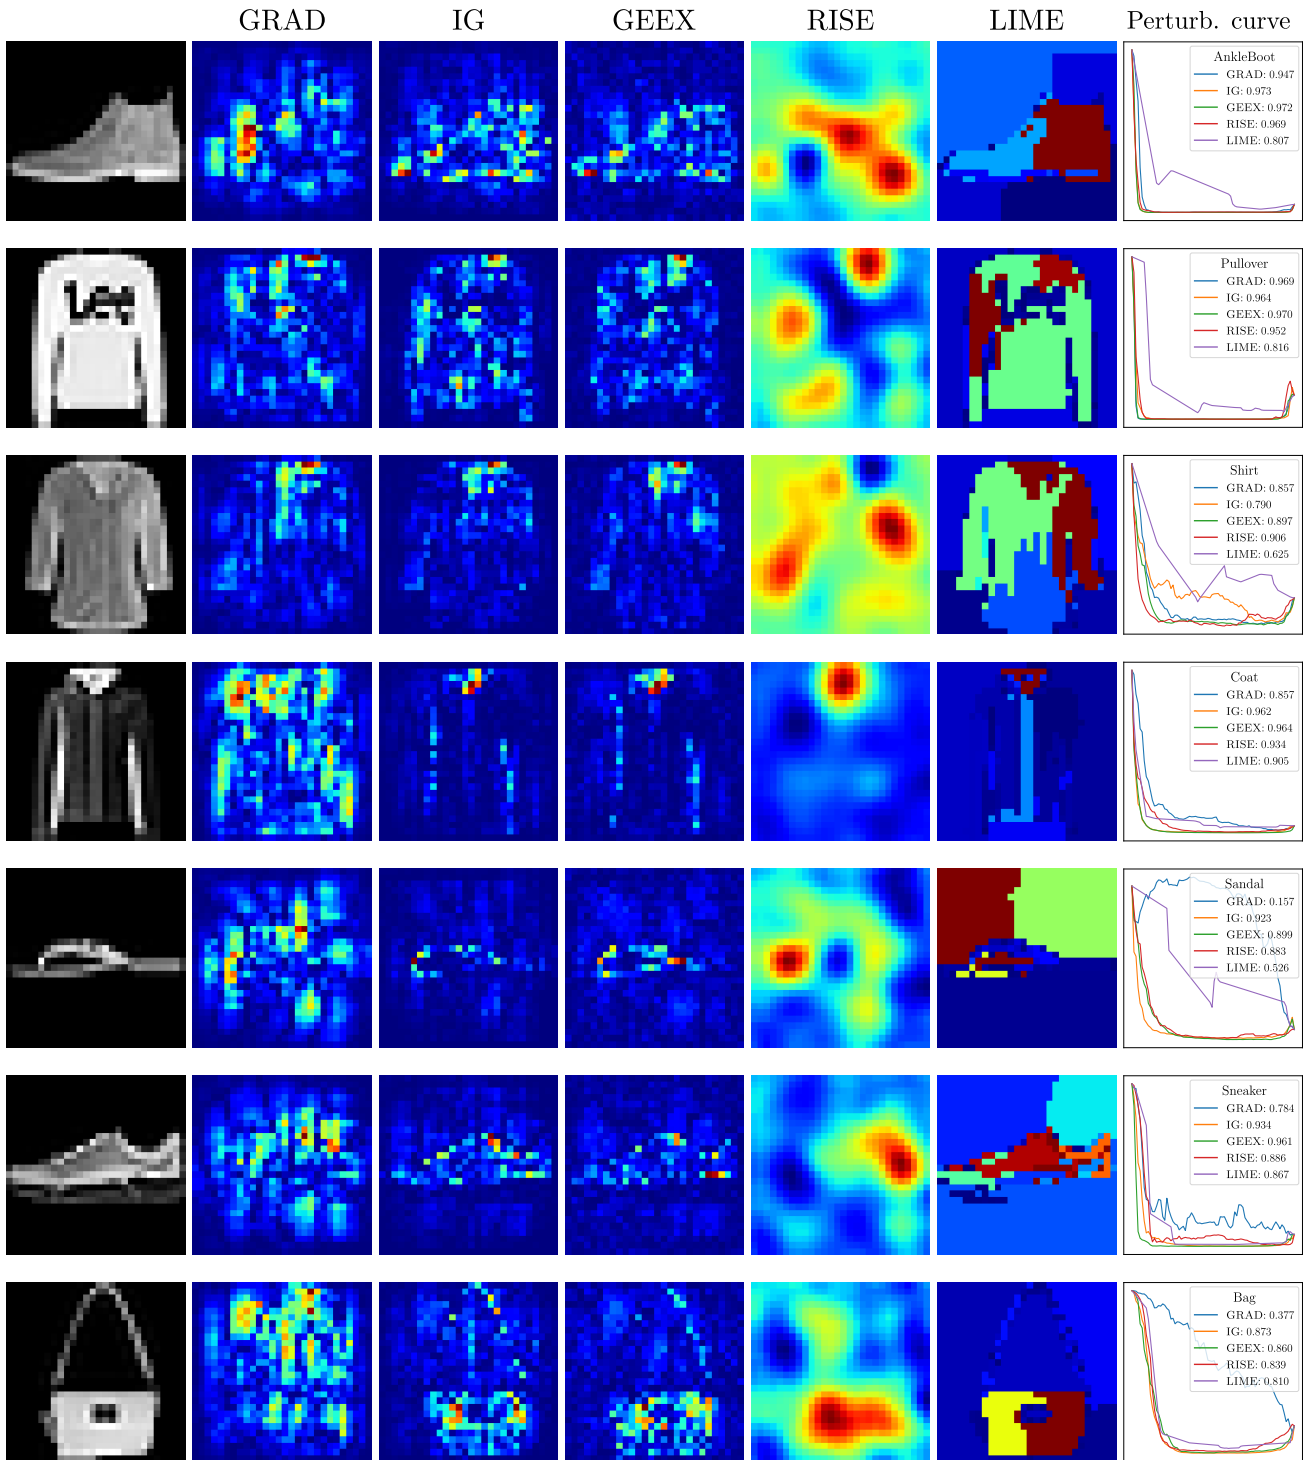 GRAD IG GEEX RISE LIME Perturb. curve
AnkleBoot
GRAD: 0.947
IG: 0.973
GEEX: 0.972
RISE: 0.969
LIME: 0.807
Lee
Pullover
GRAD: 0.969
IG: 0.964
GEEX: 0.970
RISE: 0.952
LIME: 0.816
Shirt
GRAD: 0.857
IG: 0.790
GEEX: 0.897
RISE: 0.906
LIME: 0.625
Coat
GRAD: 0.857
IG: 0.962
GEEX: 0.964
RISE: 0.934
LIME: 0.905
Sandal
GRAD: 0.157
IG: 0.923
GEEX: 0.899
RISE: 0.883
LIME: 0.526
Sneaker
GRAD: 0.784
IG: 0.934
GEEX: 0.961
RISE: 0.886
LIME: 0.867
Bag
GRAD: 0.377
IG: 0.873
GEEX: 0.860
RISE: 0.839
LIME: 0.810